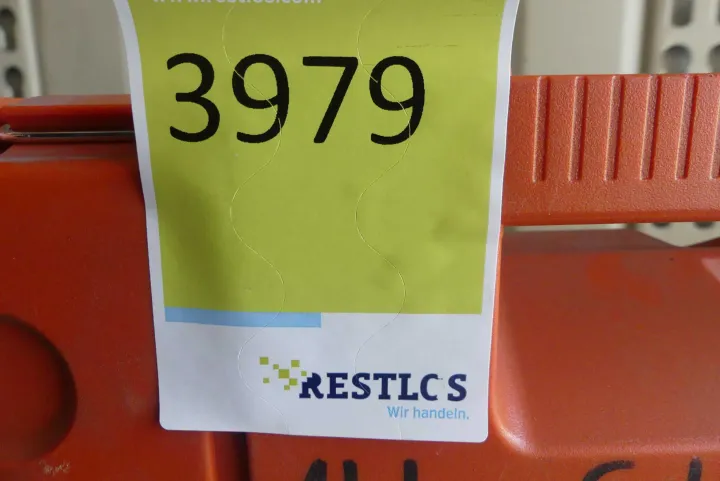 3979
RESTLOS
Wir handeln.